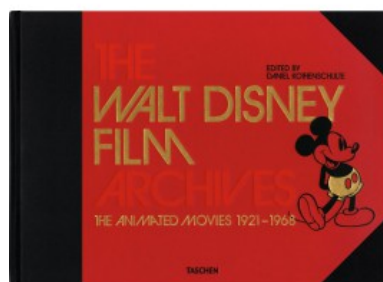 THE
EDITED BY
DANIEL KOTHENSCHULTE
WALT DISNEY
FILM
ARCHIVES
THE ANIMATED MOVIES 1921–1968
TASCHEN